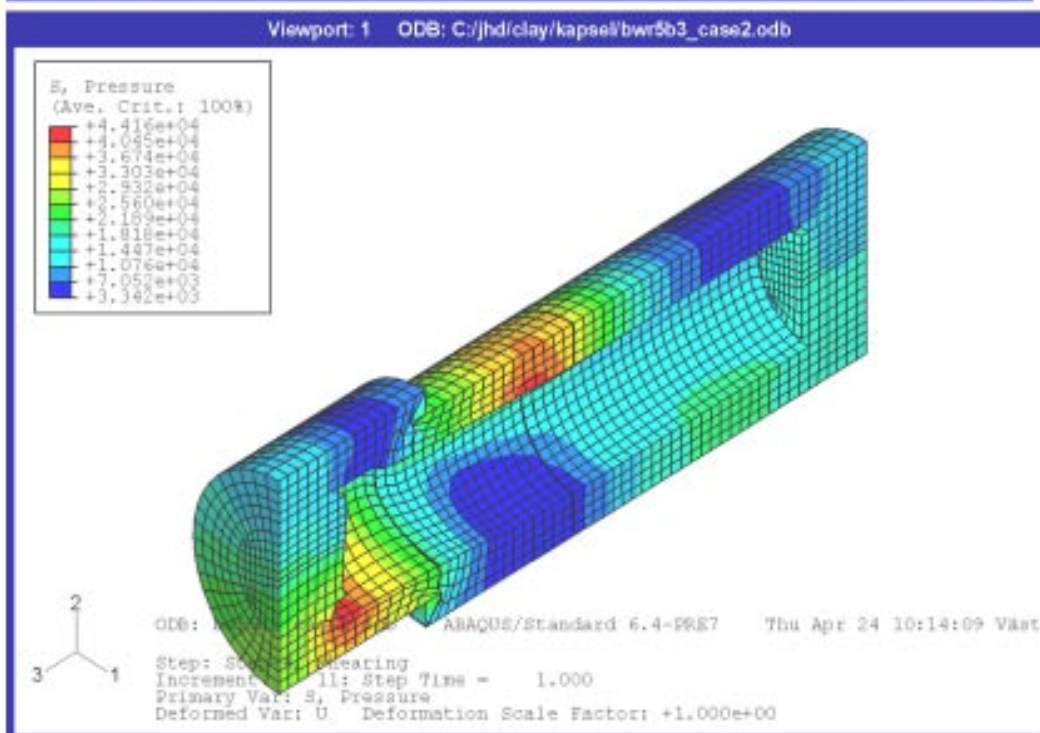 Viewport: 1 ODB: C:/jhd/clay/kapsel/bwr5b3_case2.odb
S, Pressure
(Ave. Crit.: 100%)
+4.416e+04
+4.045e+04
+3.674e+04
+3.303e+04
+2.932e+04
+2.560e+04
+2.189e+04
+1.818e+04
+1.447e+04
+1.076e+04
+7.052e+03
+3.342e+03
2
3
1
ODB: ABAQUS/Standard 6.4-PRE7 Thu Apr 24 10:14:09 Väst
Step: hearing
Increment 11: Step Time = 1.000
Primary Var: S, Pressure
Deformed Var: U Deformation Scale Factor: +1.000e+00